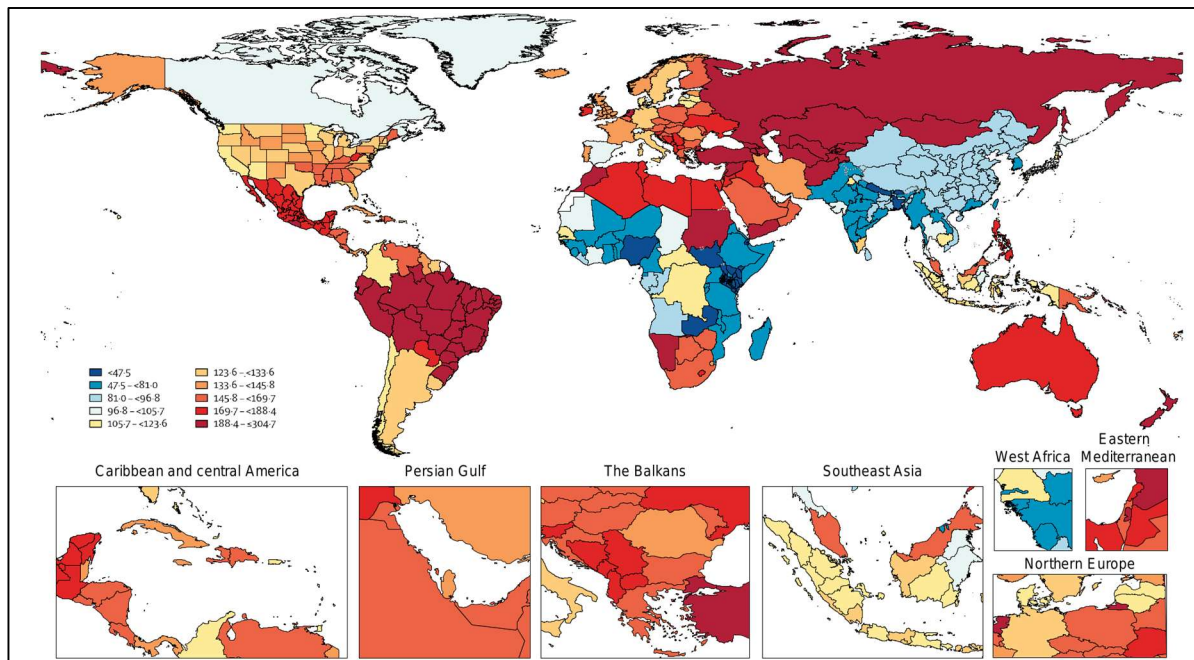 <47·5
47·5–<81·0
81·0–<96·8
96·8–<105·7
105·7–<123·6
123·6–<133·6
133·6–<145·8
145·8–<169·7
169·7–<188·4
188·4–≤304·7
Caribbean and central America
Persian Gulf
The Balkans
Southeast Asia
West Africa
Eastern
Mediterranean
Northern Europe